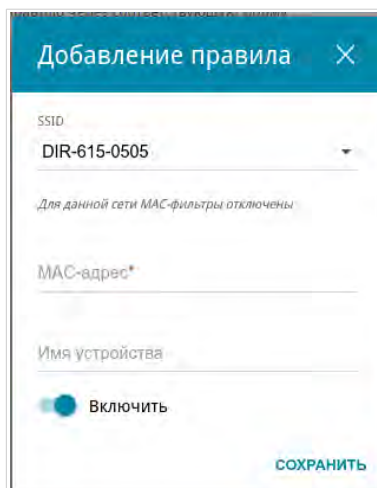 Добавление правила
SSID
DIR-615-0505
Для данной сети MAC-фильтры отключены
MAC-адрес*
Имя устройства
Включить
СОХРАНИТЬ